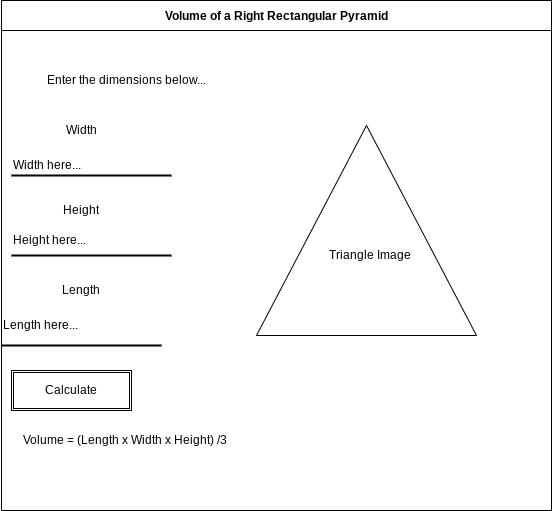 Volume of a Right Rectangular Pyramid
Enter the dimensions below...
Width
Width here...
Height
Height here...
Length
Length here...
Calculate
Volume = (Length x Width x Height) /3
Triangle Image